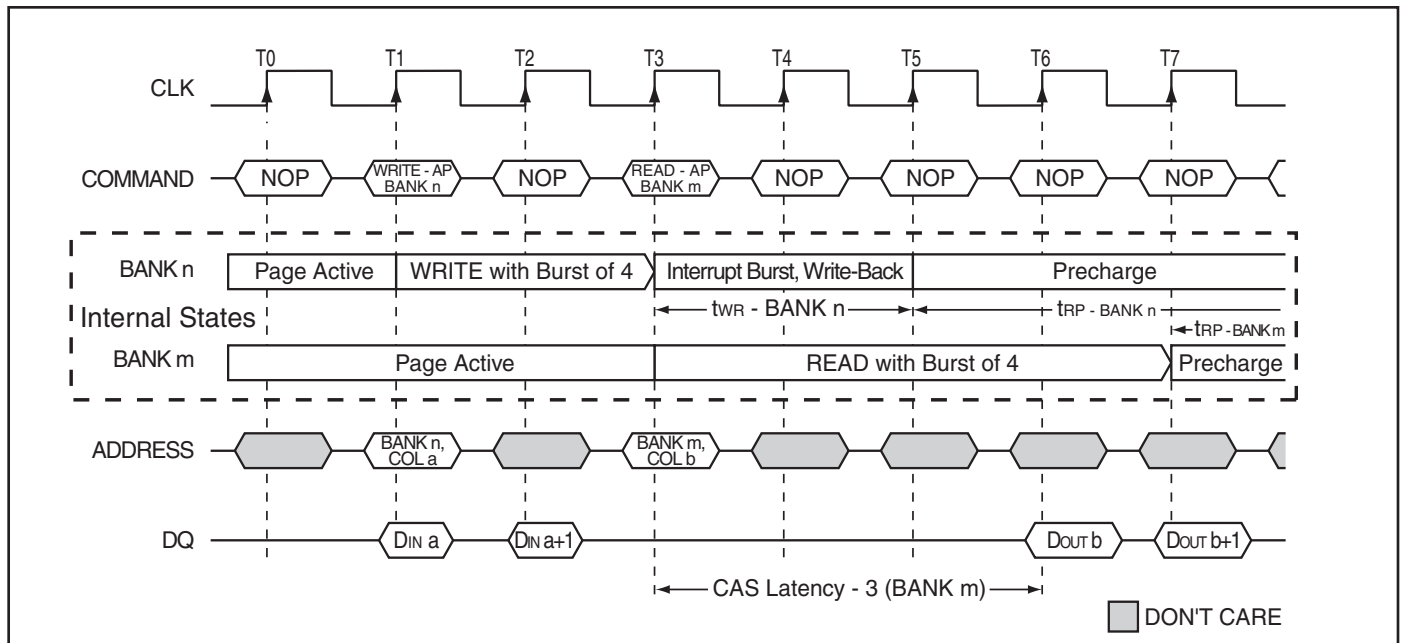 T0 T1 T2 T3 T4 T5 T6 T7
CLK
COMMAND NOP WRITE - AP BANK n NOP READ - AP BANK m NOP NOP NOP NOP
BANK n Page Active WRITE with Burst of 4 Interrupt Burst, Write-Back Precharge
tWR - BANK n tRP - BANK n
Internal States
tRP - BANK m
BANK m Page Active READ with Burst of 4 Precharge
ADDRESS BANK n, COL a BANK m, COL b
DQ DIN a DIN a+1 DOUT b DOUT b+1
CAS Latency - 3 (BANK m)
DON'T CARE